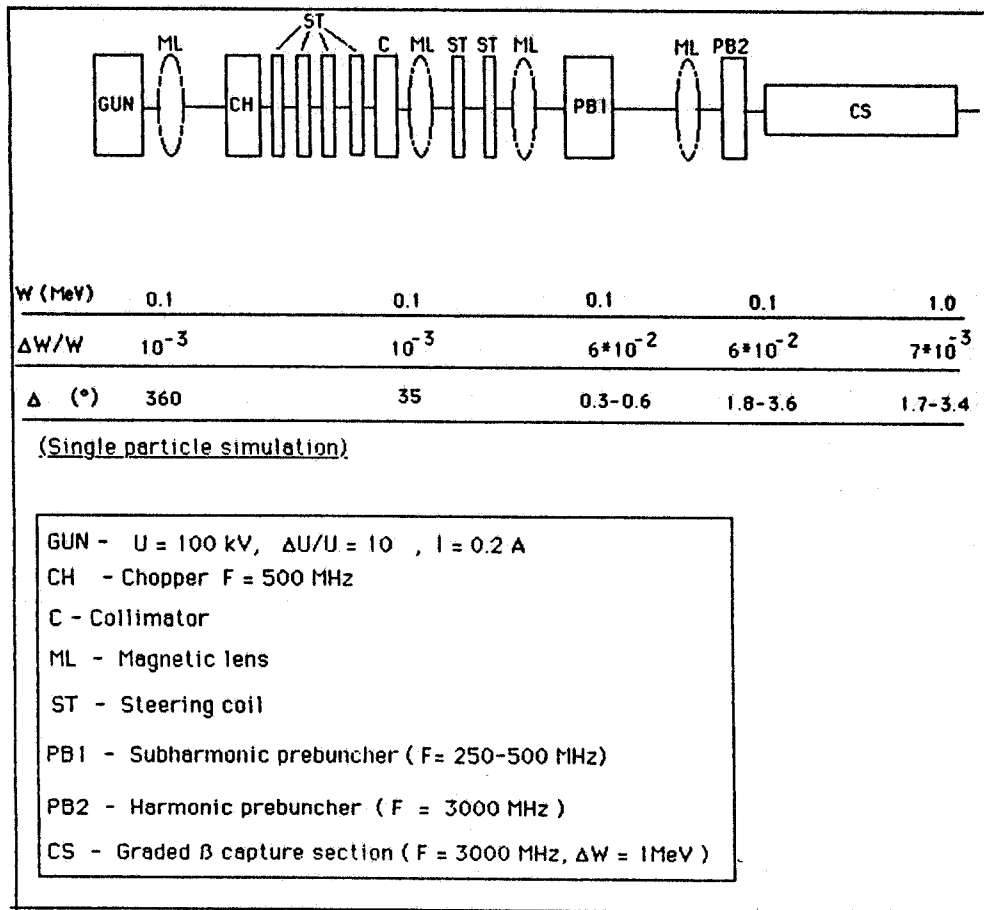 ST
ML C ML ST ST ML ML PB2
GUN CH PB1 CS
W (MeV) 0.1 0.1 0.1 0.1 1.0
ΔW/W 10⁻³ 10⁻³ 6*10⁻² 6*10⁻² 7*10⁻³
Δ (°) 360 35 0.3-0.6 1.8-3.6 1.7-3.4
(Single particle simulation)
GUN - U = 100 kV, ΔU/U = 10 , I = 0.2 A
CH - Chopper F = 500 MHz
C - Collimator
ML - Magnetic lens
ST - Steering coil
PB1 - Subharmonic prebuncher ( F= 250-500 MHz)
PB2 - Harmonic prebuncher ( F = 3000 MHz )
CS - Graded β capture section ( F = 3000 MHz, ΔW = 1MeV )